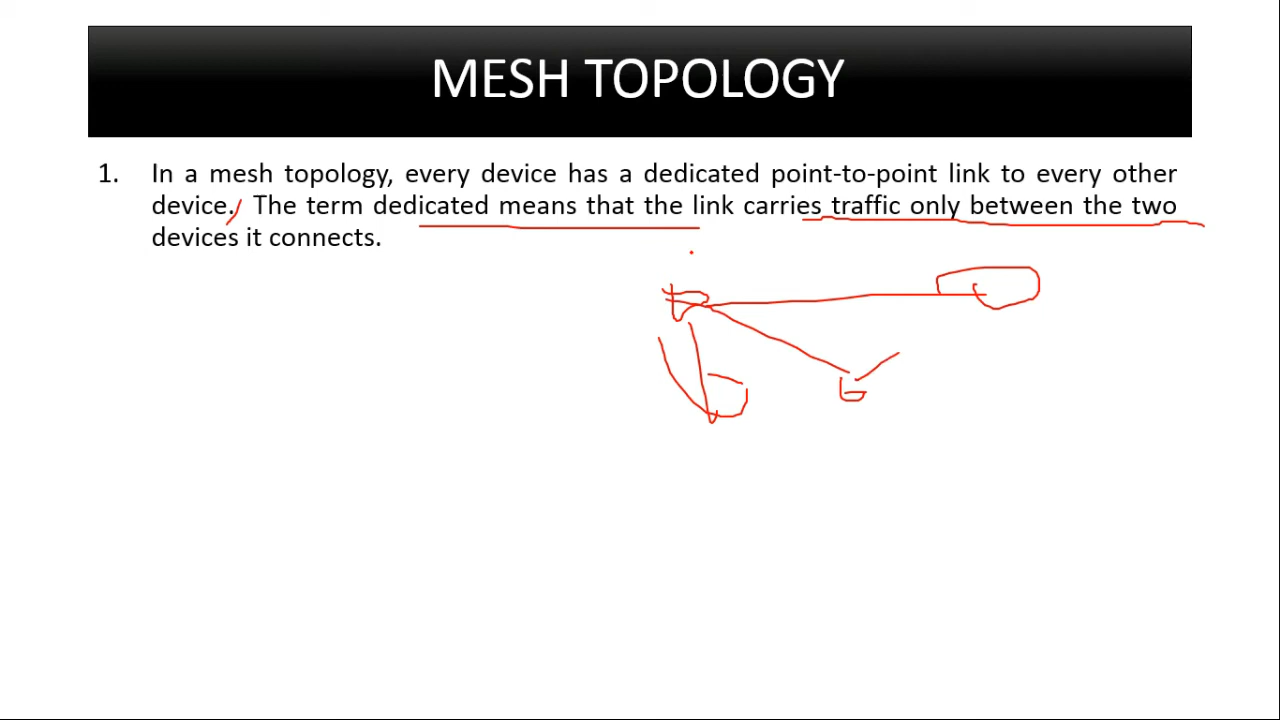 MESH TOPOLOGY
1. In a mesh topology, every device has a dedicated point-to-point link to every other
device. The term dedicated means that the link carries traffic only between the two
devices it connects.